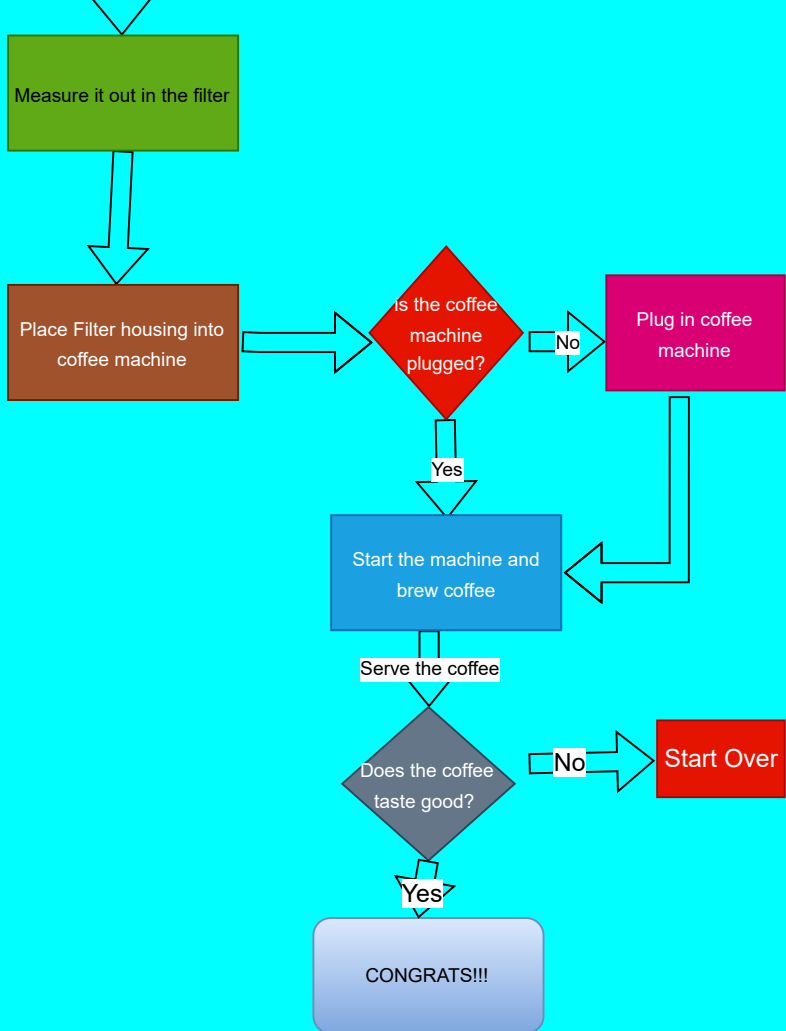 Measure it out in the filter
Place Filter housing into
coffee machine
is the coffee
machine
plugged?
No
Plug in coffee
machine
Yes
Start the machine and
brew coffee
Serve the coffee
Does the coffee
taste good?
No
Start Over
Yes
CONGRATS!!!